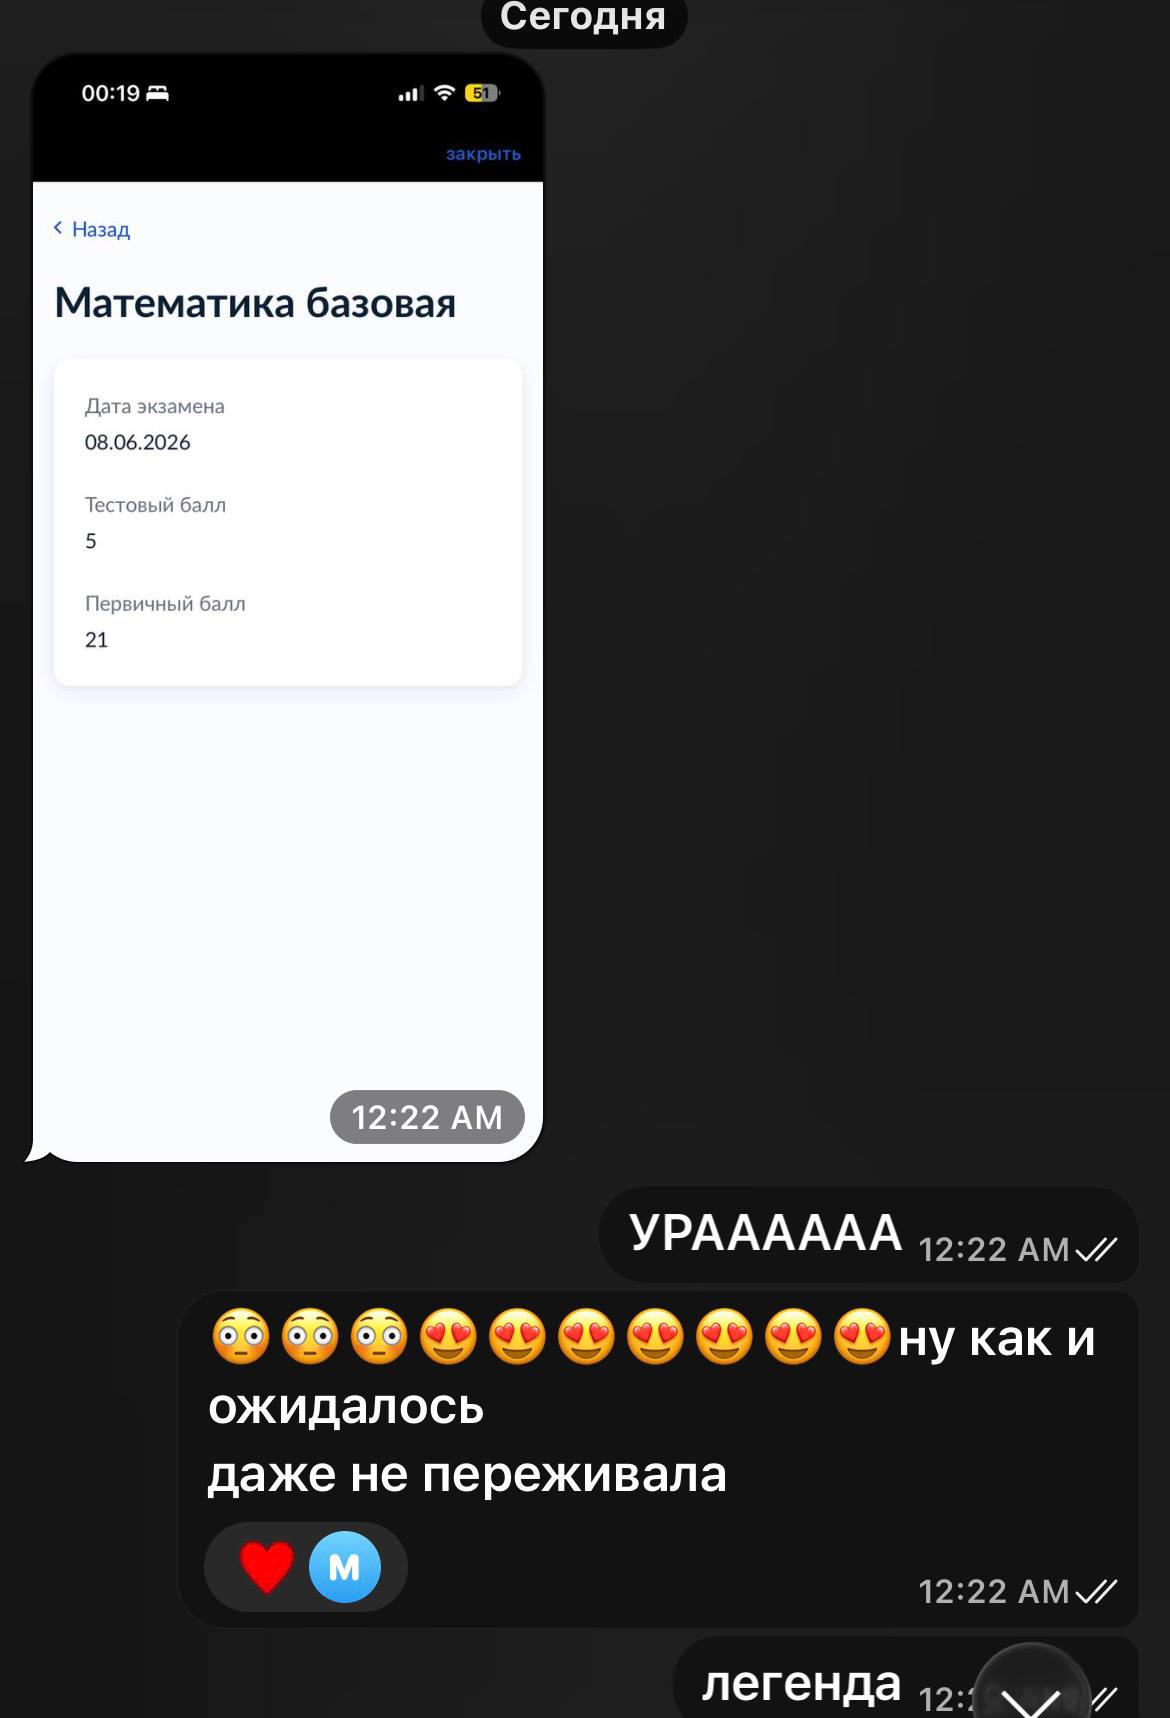 Сегодня
00:19
51
закрыть
Назад
Математика базовая
Дата экзамена
08.06.2026
Тестовый балл
5
Первичный балл
21
12:22 AM
УРАААААА 12:22 AM
😳😳😳😍😍😍😍😍😍😍ну как и
ожидалось
даже не переживала
М
12:22 AM
легенда